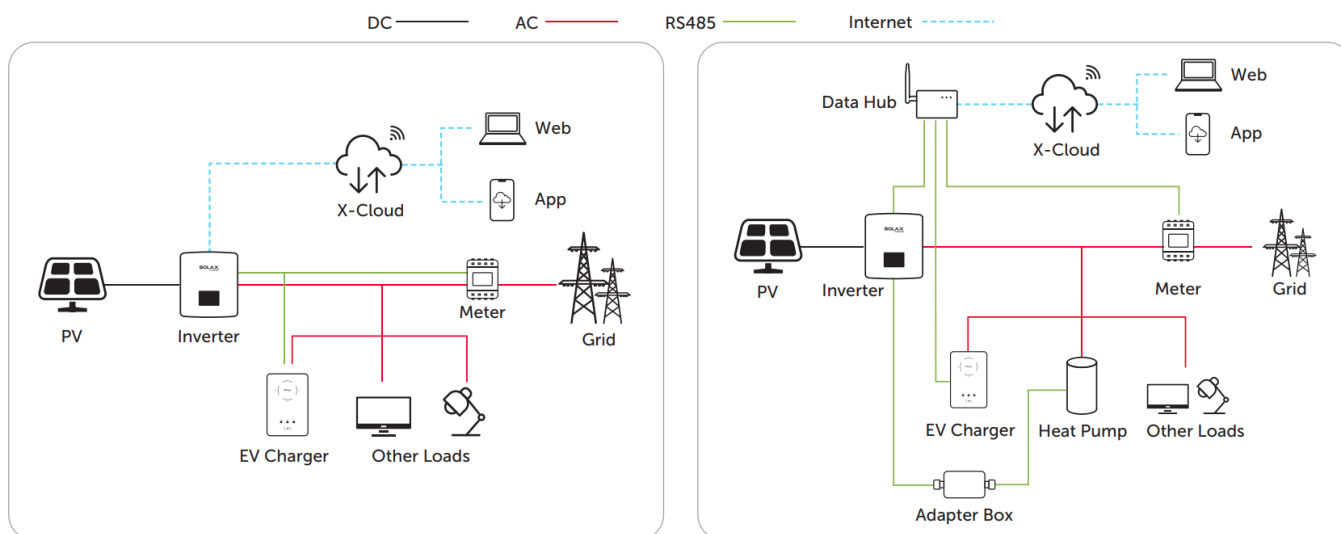 DC
AC
RS485
Internet
Web
App
X-Cloud
SOLAX
PV
Inverter
Meter
Grid
EV Charger
Other Loads
Data Hub
Web
App
X-Cloud
SOLAX
PV
Inverter
Meter
Grid
EV Charger
Heat Pump
Other Loads
Adapter Box